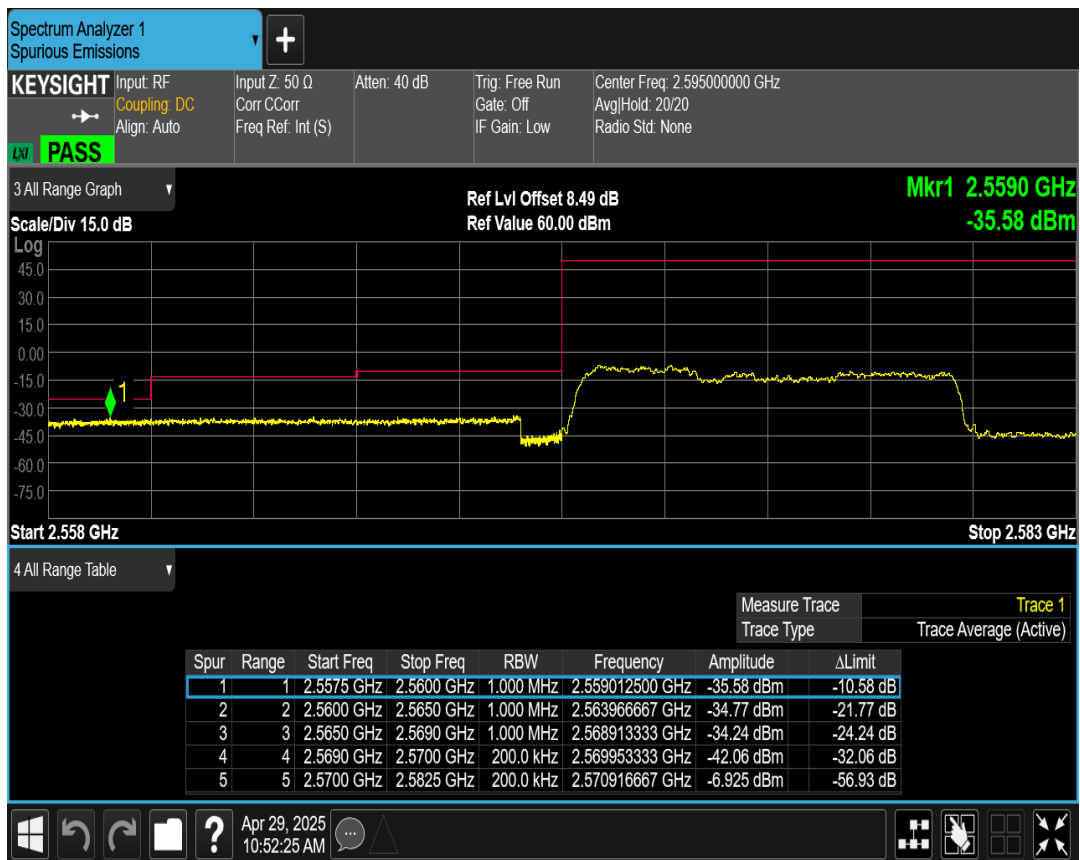 Spectrum Analyzer 1
Spurious Emissions
+
KEYSIGHT Input: RF Input Z: 50 Ω Atten: 40 dB Trig: Free Run Center Freq: 2.595000000 GHz
Coupling: DC Corr CCorr Gate: Off Avg|Hold: 20/20
Align: Auto Freq Ref: Int (S) IF Gain: Low Radio Std: None
LXI PASS
3 All Range Graph Ref Lvl Offset 8.49 dB Mkr1 2.5590 GHz
Scale/Div 15.0 dB Ref Value 60.00 dBm -35.58 dBm
Log
45.0
30.0
15.0
0.00
-15.0
1
-30.0
-45.0
-60.0
-75.0
Start 2.558 GHz Stop 2.583 GHz
4 All Range Table
Measure Trace Trace 1
Trace Type Trace Average (Active)
Spur Range Start Freq Stop Freq RBW Frequency Amplitude ΔLimit
1 1 2.5575 GHz 2.5600 GHz 1.000 MHz 2.559012500 GHz -35.58 dBm -10.58 dB
2 2 2.5600 GHz 2.5650 GHz 1.000 MHz 2.563966667 GHz -34.77 dBm -21.77 dB
3 3 2.5650 GHz 2.5690 GHz 1.000 MHz 2.568913333 GHz -34.24 dBm -24.24 dB
4 4 2.5690 GHz 2.5700 GHz 200.0 kHz 2.569953333 GHz -42.06 dBm -32.06 dB
5 5 2.5700 GHz 2.5825 GHz 200.0 kHz 2.570916667 GHz -6.925 dBm -56.93 dB
? Apr 29, 2025
10:52:25 AM